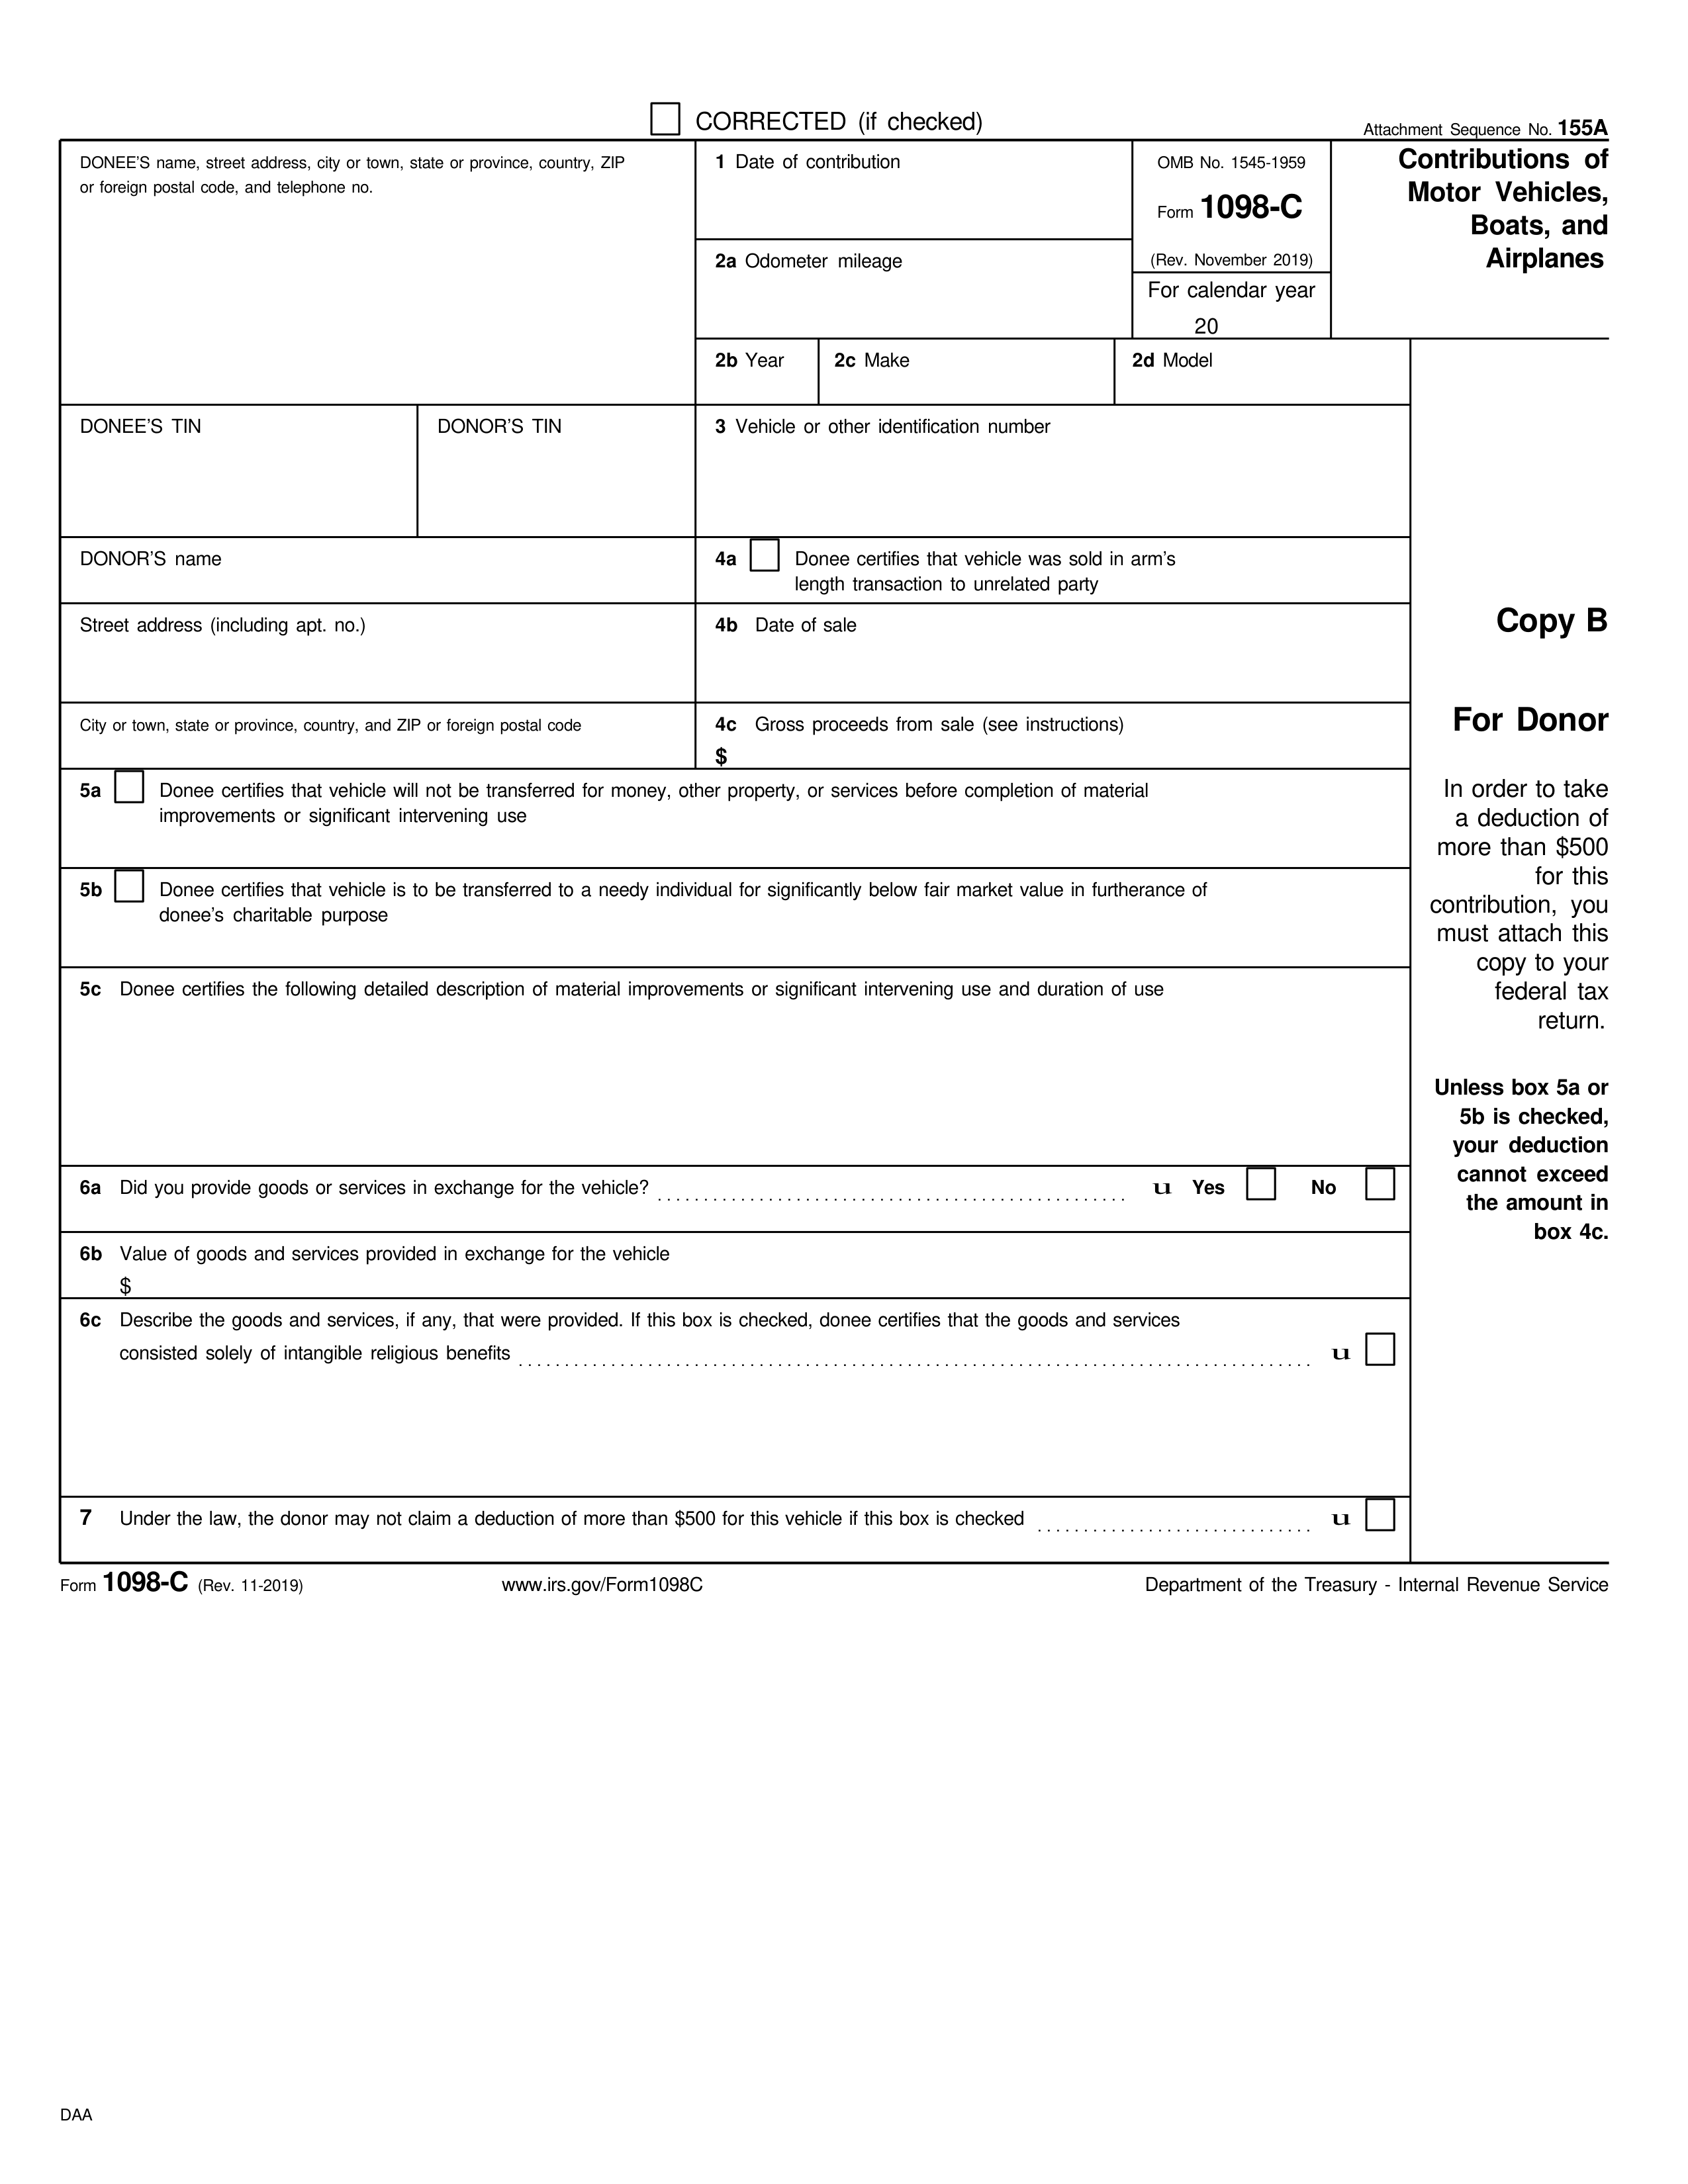 CORRECTED (if checked)
Attachment Sequence No. 155A
DONEE'S name, street address, city or town, state or province, country, ZIP
or foreign postal code, and telephone no.
1 Date of contribution
OMB No. 1545-1959
Form 1098-C
(Rev. November 2019)
For calendar year
20
Contributions of
Motor Vehicles,
Boats, and
Airplanes
2a Odometer mileage
2b Year
2c Make
2d Model
DONEE'S TIN
DONOR'S TIN
3 Vehicle or other identification number
DONOR'S name
4a Donee certifies that vehicle was sold in arm's
length transaction to unrelated party
Street address (including apt. no.)
4b Date of sale
City or town, state or province, country, and ZIP or foreign postal code
4c Gross proceeds from sale (see instructions)
$
5a Donee certifies that vehicle will not be transferred for money, other property, or services before completion of material
improvements or significant intervening use
5b Donee certifies that vehicle is to be transferred to a needy individual for significantly below fair market value in furtherance of
donee's charitable purpose
5c Donee certifies the following detailed description of material improvements or significant intervening use and duration of use
6a Did you provide goods or services in exchange for the vehicle? u Yes No
6b Value of goods and services provided in exchange for the vehicle
$
6c Describe the goods and services, if any, that were provided. If this box is checked, donee certifies that the goods and services
consisted solely of intangible religious benefits u
7 Under the law, the donor may not claim a deduction of more than $500 for this vehicle if this box is checked u
Copy B
For Donor
In order to take
a deduction of
more than $500
for this
contribution, you
must attach this
copy to your
federal tax
return.
Unless box 5a or
5b is checked,
your deduction
cannot exceed
the amount in
box 4c.
Form 1098-C (Rev. 11-2019)
www.irs.gov/Form1098C
Department of the Treasury - Internal Revenue Service
DAA